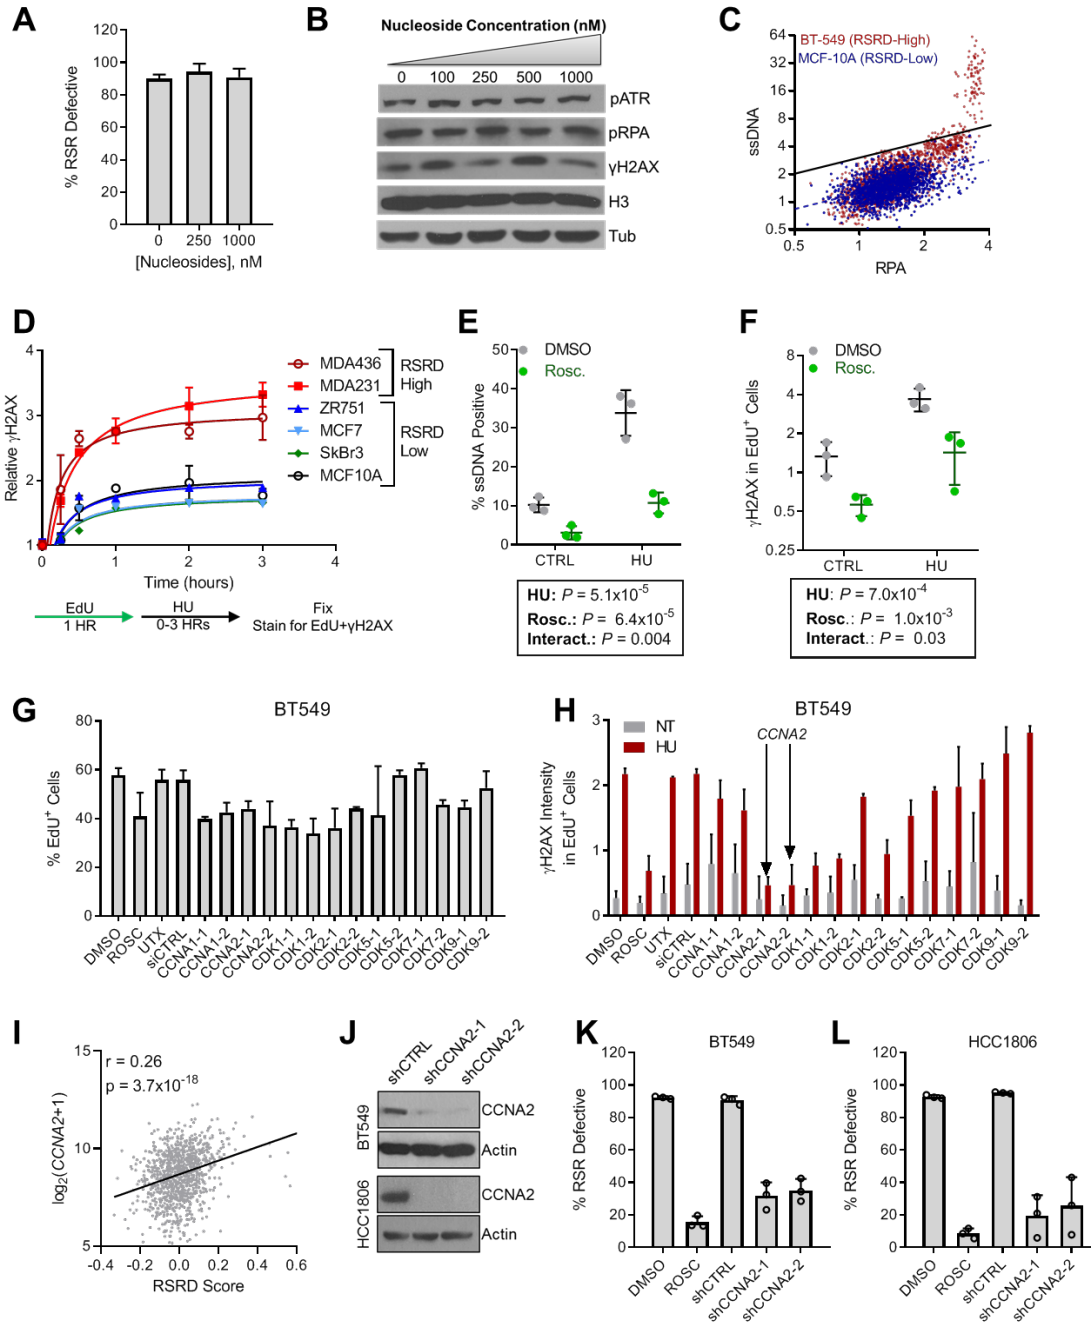 A
120
100
80
60
40
20
0
% RSR Defective
0 250 1000
[Nucleosides], nM
B
Nucleoside Concentration (nM)
0 100 250 500 1000
pATR
pRPA
γH2AX
H3
Tub
C
64
32
16
8
4
2
1
0.5
ssDNA
BT-549 (RSRD-High)
MCF-10A (RSRD-Low)
0.5 1 2 4
RPA
D
4
3
2
1
Relative γH2AX
0 1 2 3 4
Time (hours)
MDA436
MDA231
ZR751
MCF7
SkBr3
MCF10A
RSRD
High
RSRD
Low
EdU
1 HR
HU
0-3 HRs
Fix
Stain for EdU+γH2AX
E
50
40
30
20
10
0
% ssDNA Positive
DMSO
Rosc.
CTRL HU
HU: P = 5.1x10⁻⁵
Rosc.: P = 6.4x10⁻⁵
Interact.: P = 0.004
F
8
4
2
1
0.5
0.25
γH2AX in EdU⁺ Cells
DMSO
Rosc.
CTRL HU
HU: P = 7.0x10⁻⁴
Rosc.: P = 1.0x10⁻³
Interact.: P = 0.03
G
BT549
80
60
40
20
0
% EdU⁺ Cells
DMSO
ROSC
UTX
siCTRL
CCNA1-1
CCNA1-2
CCNA2-1
CCNA2-2
CDK1-1
CDK1-2
CDK2-1
CDK2-2
CDK5-1
CDK5-2
CDK7-1
CDK7-2
CDK9-1
CDK9-2
H
BT549
3
2
1
0
γH2AX Intensity
in EdU⁺ Cells
NT
HU
CCNA2
DMSO
ROSC
UTX
siCTRL
CCNA1-1
CCNA1-2
CCNA2-1
CCNA2-2
CDK1-1
CDK1-2
CDK2-1
CDK2-2
CDK5-1
CDK5-2
CDK7-1
CDK7-2
CDK9-1
CDK9-2
I
15
10
5
log₂(CCNA2+1)
r = 0.26
p = 3.7x10⁻¹⁸
-0.4 -0.2 0.0 0.2 0.4 0.6
RSRD Score
J
shCTRL
shCCNA2-1
shCCNA2-2
BT549
CCNA2
Actin
HCC1806
CCNA2
Actin
K
BT549
120
100
80
60
40
20
0
% RSR Defective
DMSO
ROSC
shCTRL
shCCNA2-1
shCCNA2-2
L
HCC1806
120
100
80
60
40
20
0
% RSR Defective
DMSO
ROSC
shCTRL
shCCNA2-1
shCCNA2-2